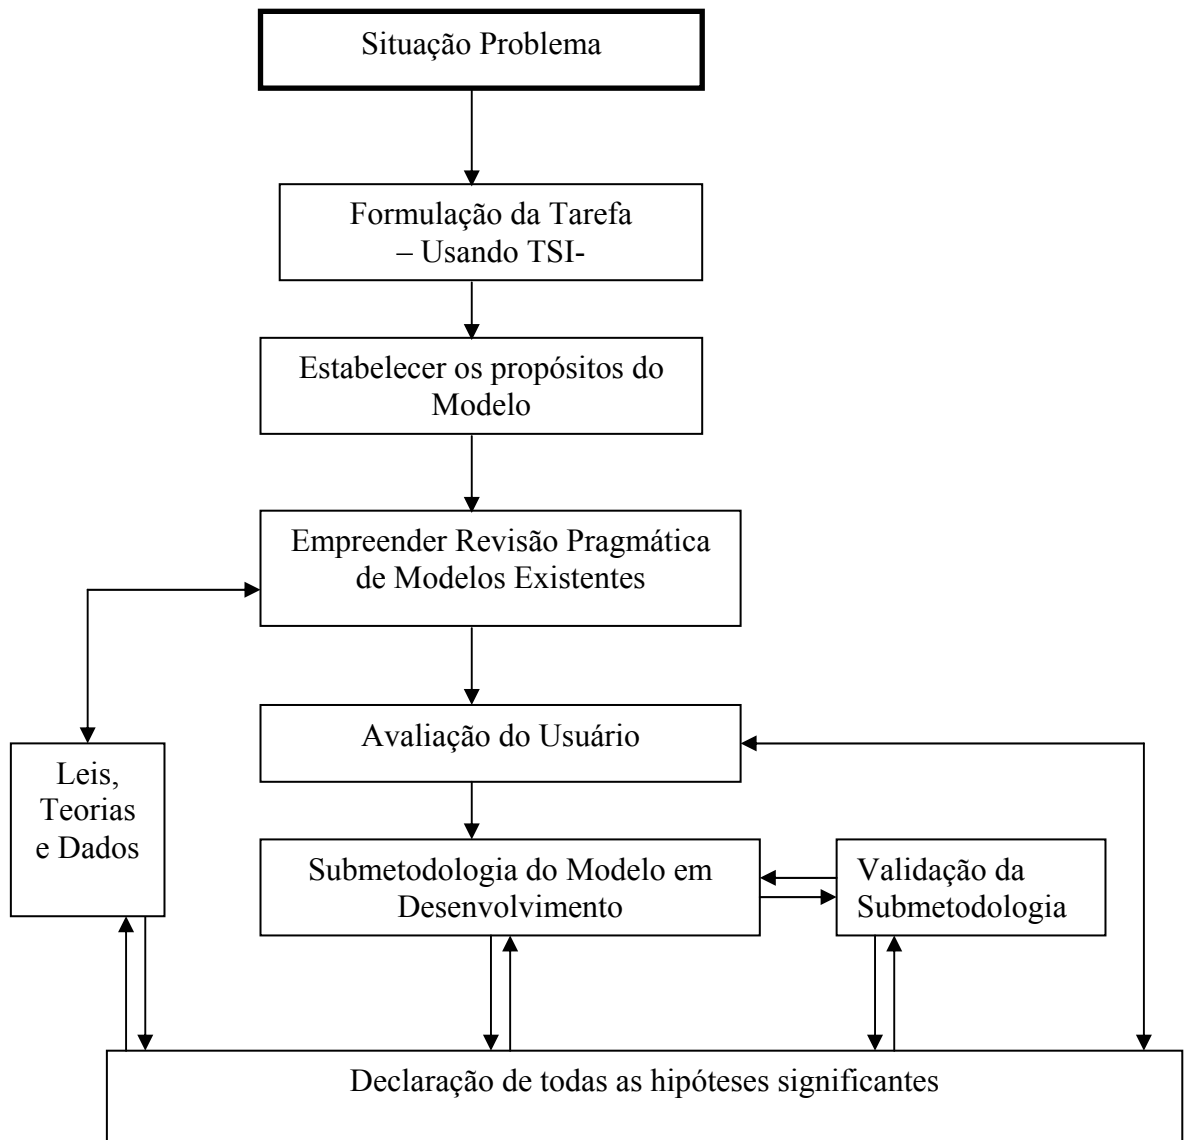 Situação Problema
Formulação da Tarefa
– Usando TSI-
Estabelecer os propósitos do
Modelo
Empreender Revisão Pragmática
de Modelos Existentes
Avaliação do Usuário
Leis,
Teorias
e Dados
Submetodologia do Modelo em
Desenvolvimento
Validação da
Submetodologia
Declaração de todas as hipóteses significantes